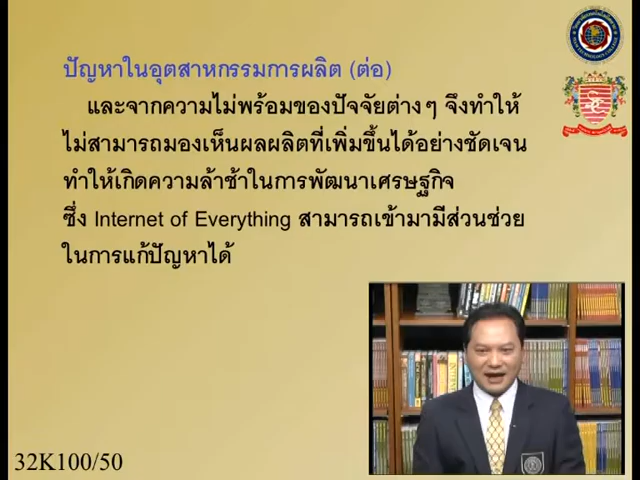 ปัญหาในอุตสาหกรรมการผลิต (ต่อ)
และจากความไม่พร้อมของปัจจัยต่างๆ จึงทำให้
ไม่สามารถมองเห็นผลผลิตที่เพิ่มขึ้นได้อย่างชัดเจน
ทำให้เกิดความล้าช้าในการพัฒนาเศรษฐกิจ
ซึ่ง Internet of Everything สามารถเข้ามามีส่วนช่วย
ในการแก้ปัญหาได้
32K100/50